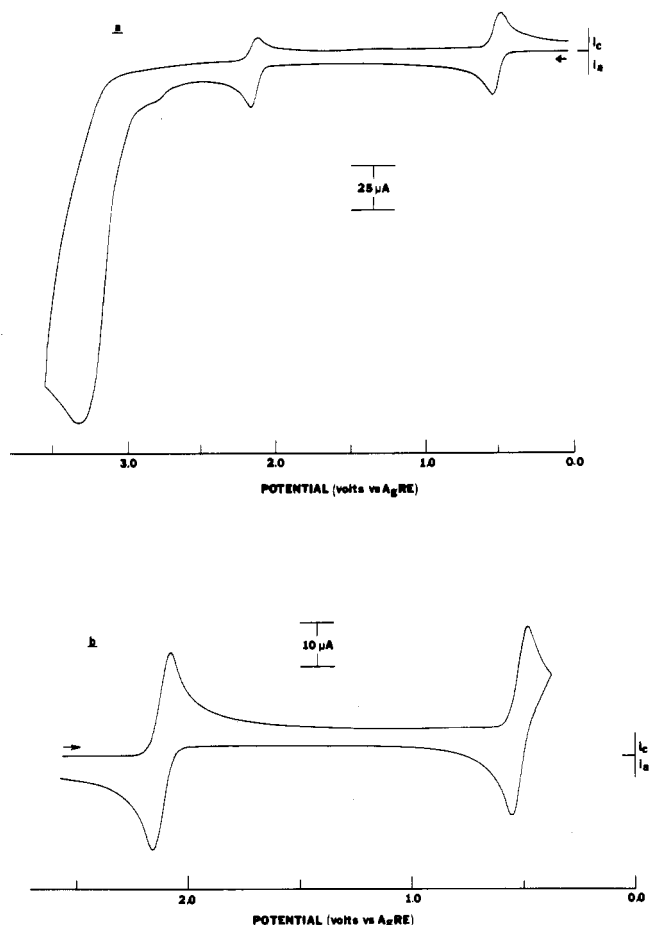 a
ic
ia
25 μA
3.0 2.0 1.0 0.0
POTENTIAL (volts vs AgRE)
b
10 μA
ic
ia
2.0 1.0 0.0
POTENTIAL (volts vs AgRE)